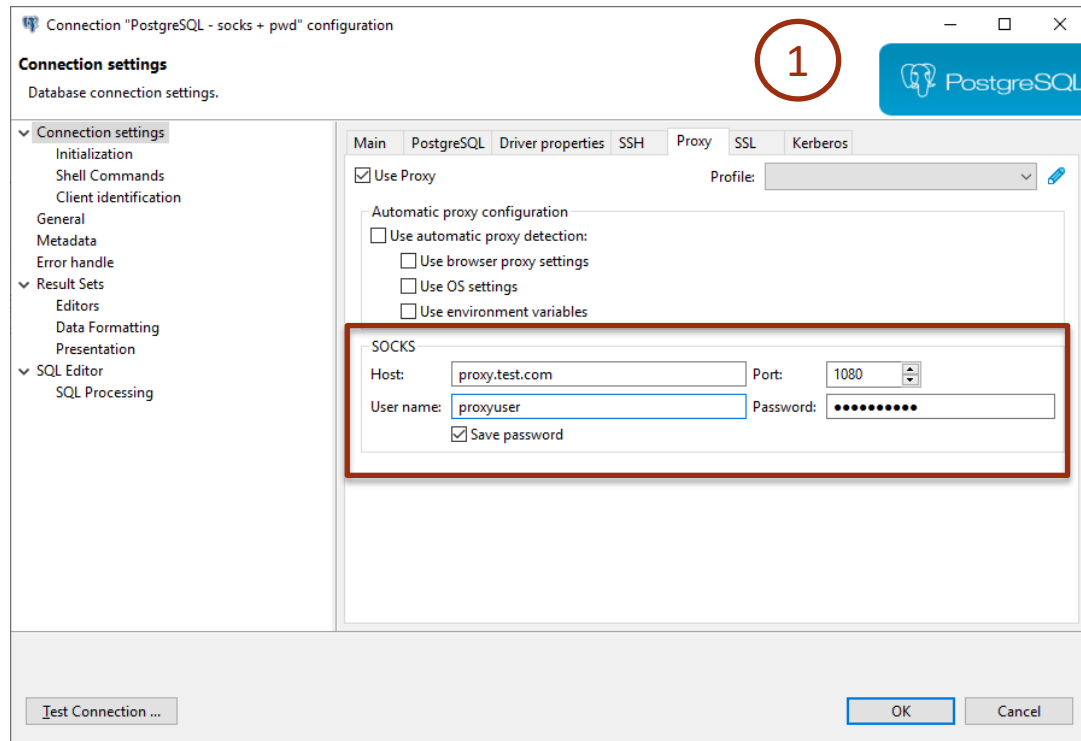 Connection "PostgreSQL - socks + pwd" configuration
1
Connection settings
Database connection settings.
PostgreSQL
Connection settings
Initialization
Shell Commands
Client identification
General
Metadata
Error handle
Result Sets
Editors
Data Formatting
Presentation
SQL Editor
SQL Processing
Main PostgreSQL Driver properties SSH Proxy SSL Kerberos
Use Proxy Profile:
Automatic proxy configuration
Use automatic proxy detection:
Use browser proxy settings
Use OS settings
Use environment variables
SOCKS
Host: proxy.test.com Port: 1080
User name: proxyuser Password: ●●●●●●●●●●
Save password
Test Connection ... OK Cancel